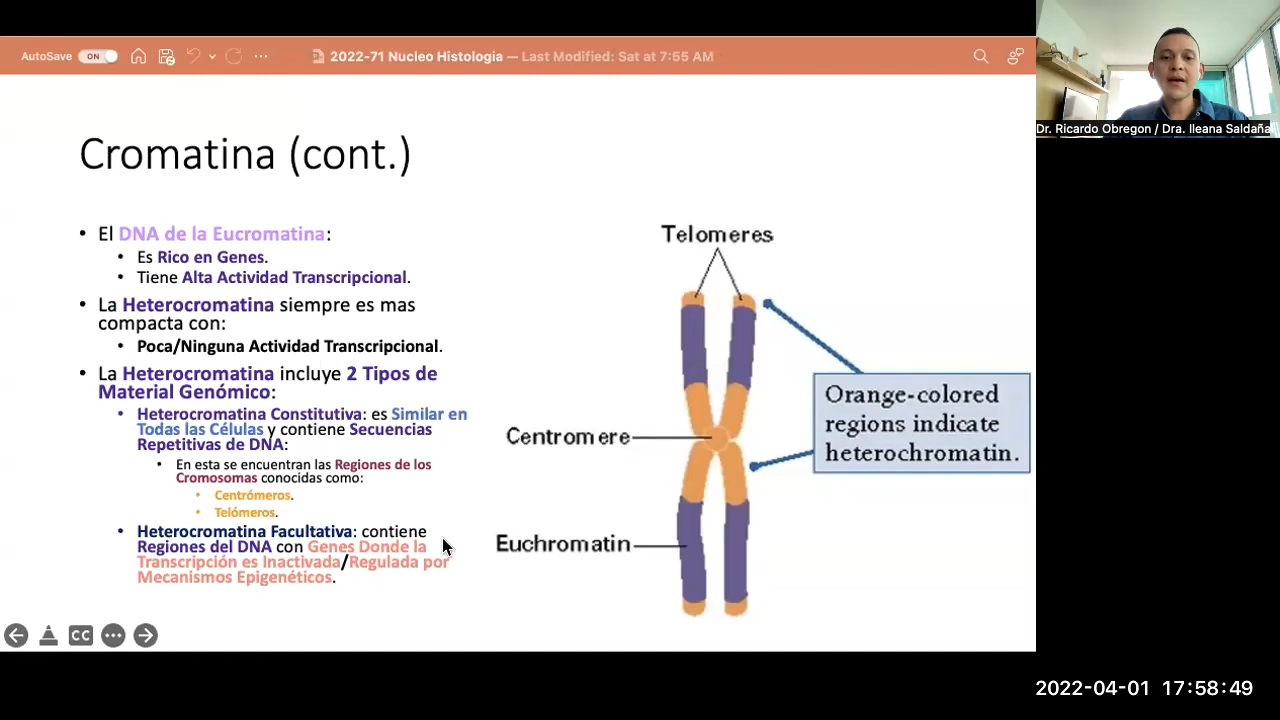 AutoSave ON
2022-71 Nucleo Histologia — Last Modified: Sat at 7:55 AM
Dr. Ricardo Obregon / Dra. Ileana Saldaña
Cromatina (cont.)
• El DNA de la Eucromatina:
• Es Rico en Genes.
• Tiene Alta Actividad Transcripcional.
• La Heterocromatina siempre es mas
compacta con:
• Poca/Ninguna Actividad Transcripcional.
• La Heterocromatina incluye 2 Tipos de
Material Genómico:
• Heterocromatina Constitutiva: es Similar en
Todas las Células y contiene Secuencias
Repetitivas de DNA:
• En esta se encuentran las Regiones de los
Cromosomas conocidas como:
• Centrómeros.
• Telómeros.
• Heterocromatina Facultativa: contiene
Regiones del DNA con Genes Donde la
Transcripción es Inactivada/Regulada por
Mecanismos Epigenéticos.
Telomeres
Orange-colored
regions indicate
heterochromatin.
Centromere
Euchromatin
CC
2022-04-01 17:58:49